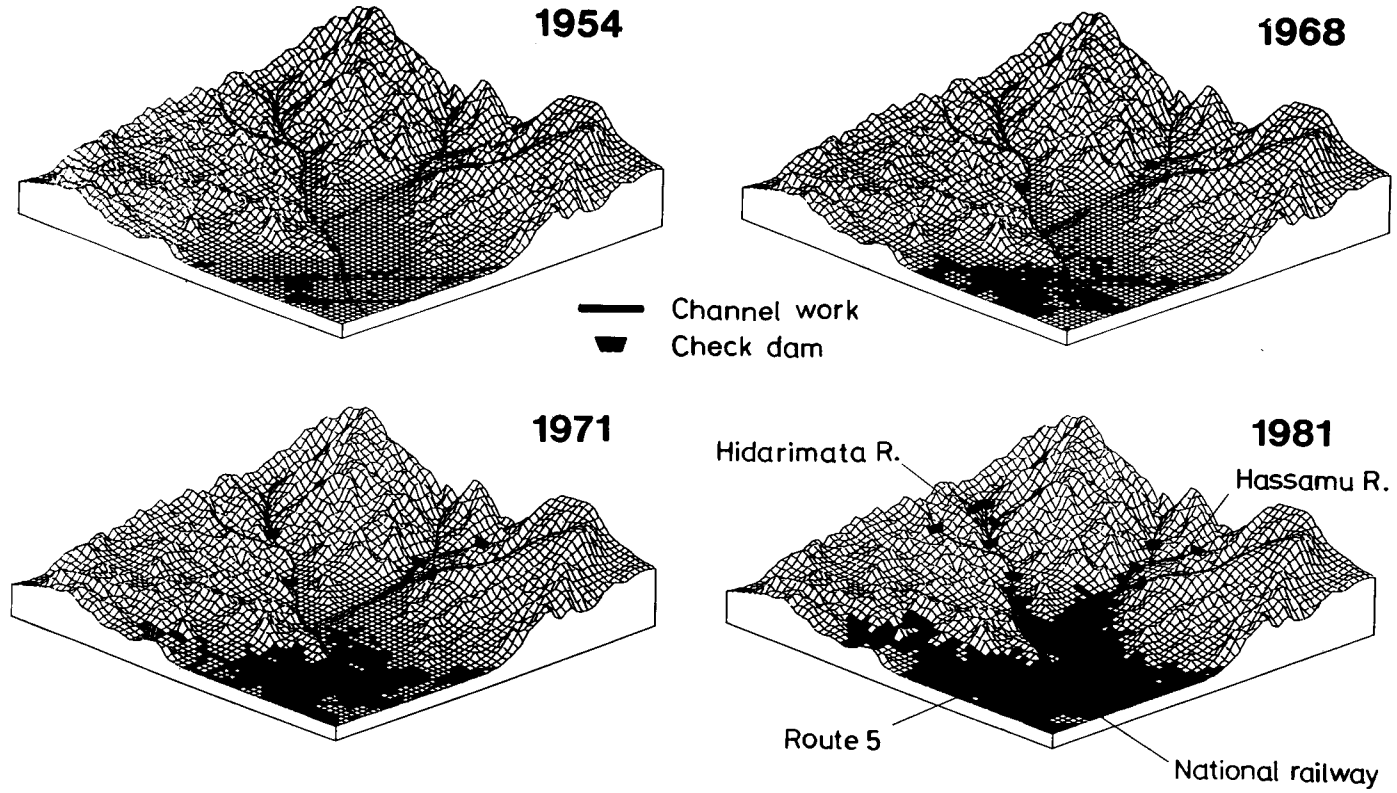 1954
1968
Channel work
Check dam
1971
1981
Hidarimata R.
Hassamu R.
Route 5
National railway